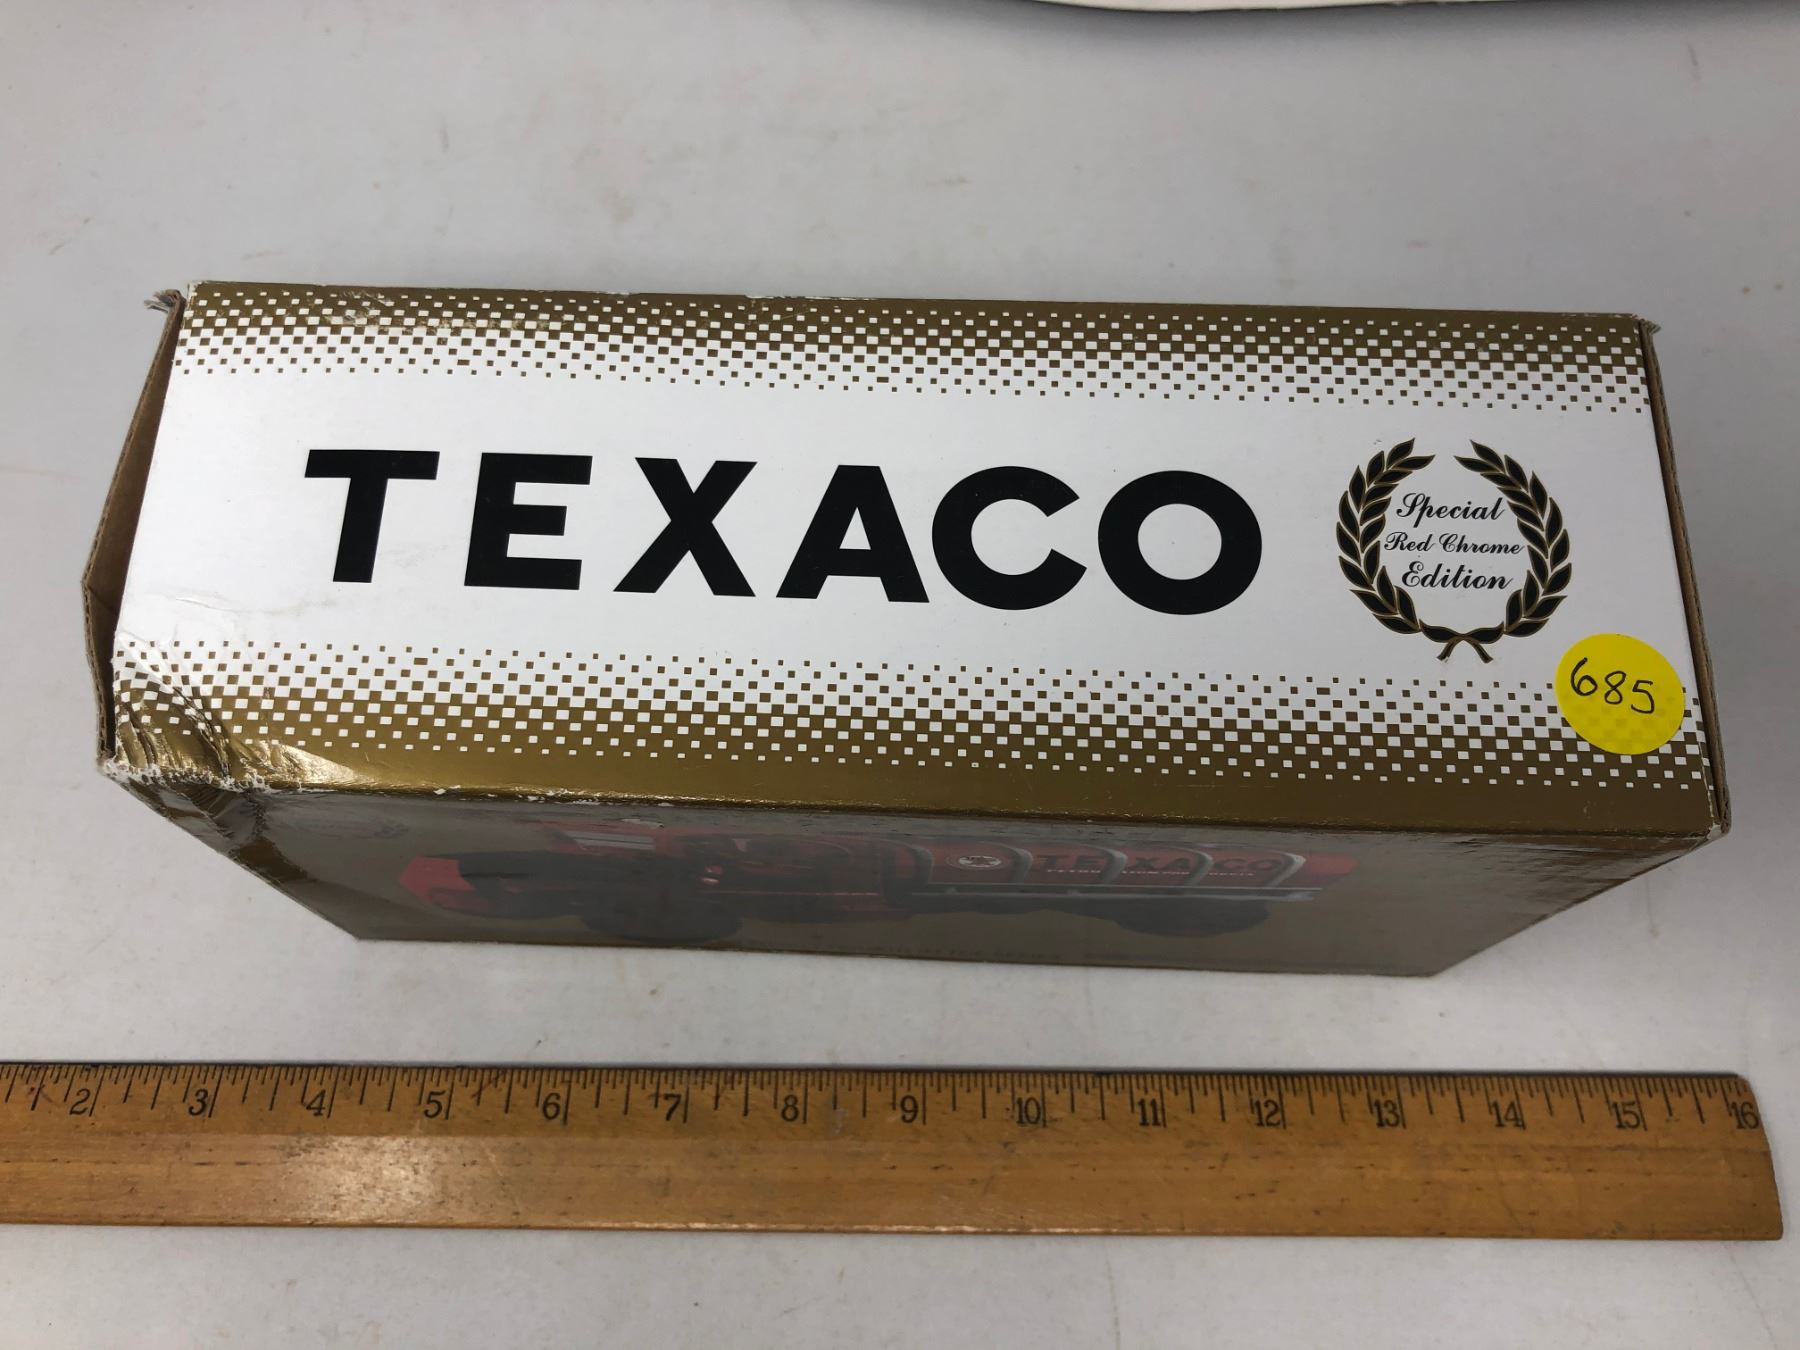 TEXACO
Special
Red Chrome
Edition
685
TEXACO
2 3 4 5 6 7 8 9 10 11 12 13 14 15 16